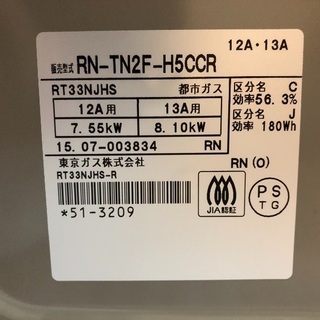 12A・13A
販売型式 RN-TN2F-H5CCR
RT33NJHS 都市ガス
12A用 13A用
7.55kW 8.10kW
区分名 C
効率56.3%
区分名 J
効率 180Wh
15.07-003834 RN
東京ガス株式会社 RN(O)
RT33NJHS-R
*51-3209
JIA認証
PS
TG